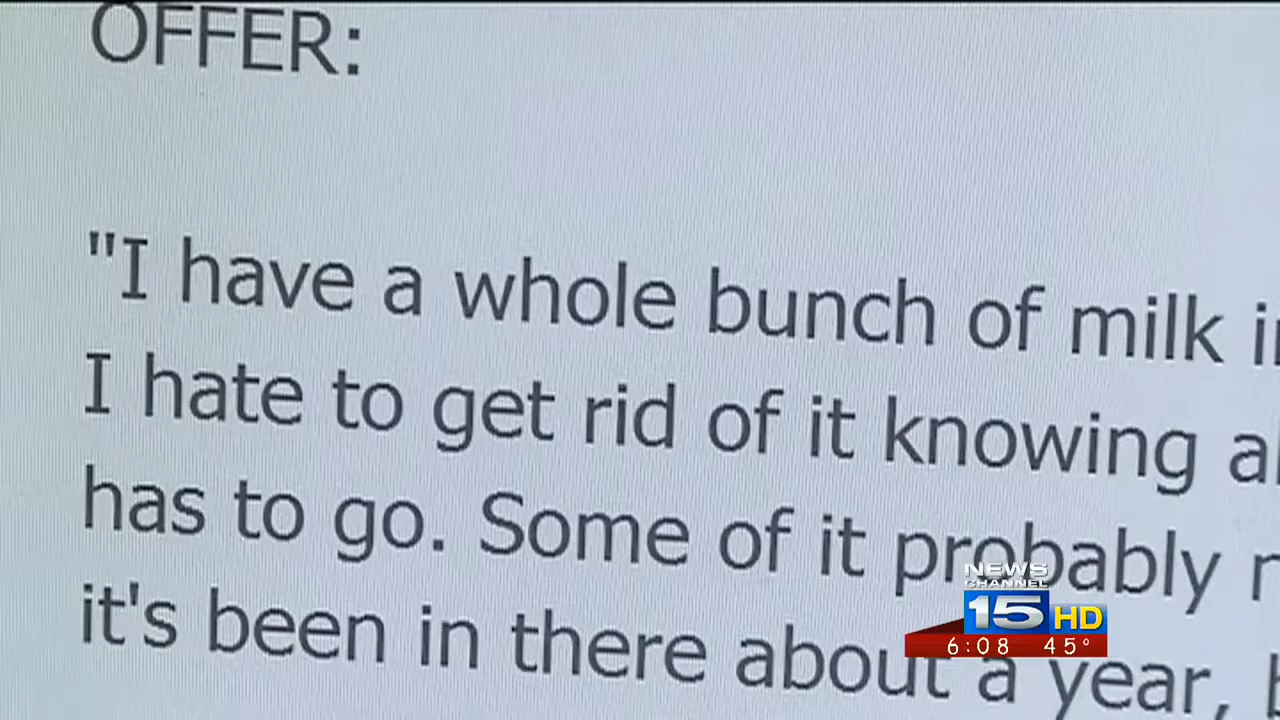 OFFER:
"I have a whole bunch of milk
I hate to get rid of it knowing
has to go. Some of it probably
it's been in there about a year,
NEWS
CHANNEL
15 HD
6:08 45°